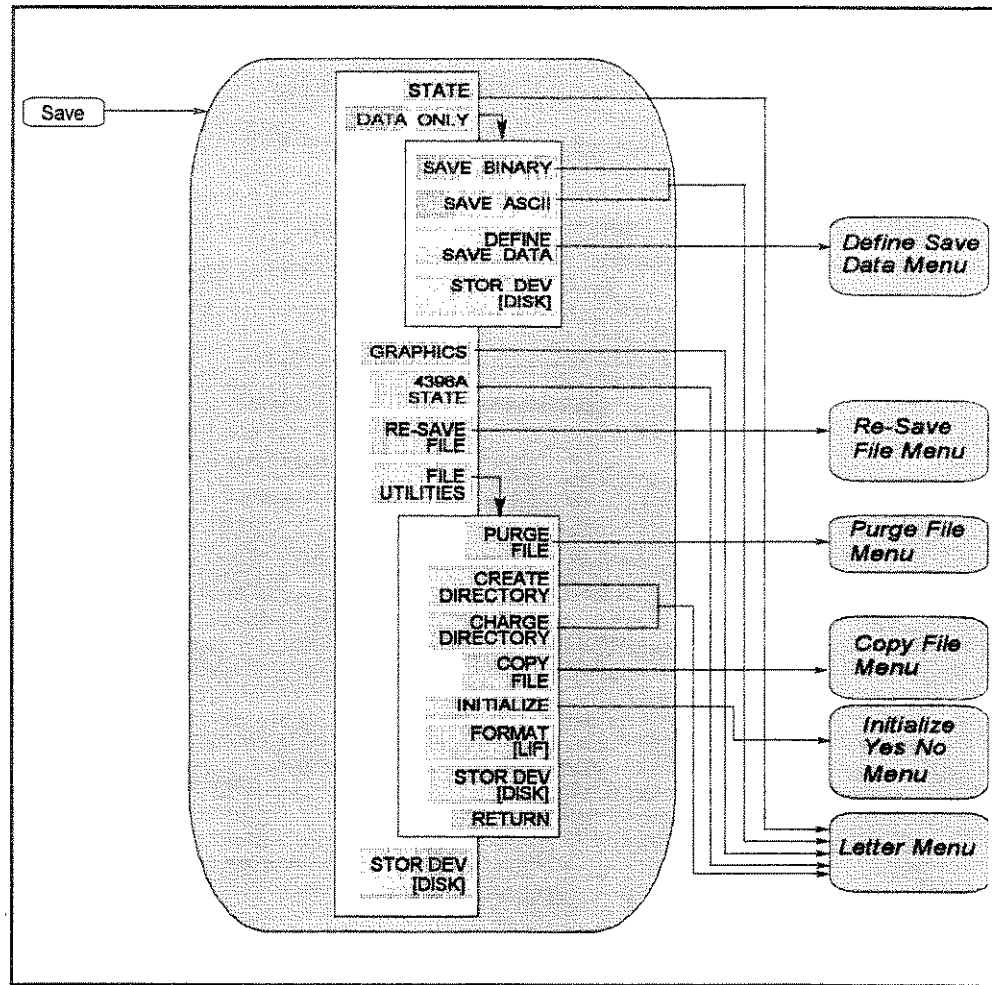 Save
STATE
DATA ONLY
SAVE BINARY
SAVE ASCII
DEFINE
SAVE DATA
STOR DEV
[DISK]
GRAPHICS
4396A
STATE
RE-SAVE
FILE
FILE
UTILITIES
PURGE
FILE
CREATE
DIRECTORY
CHARGE
DIRECTORY
COPY
FILE
INITIALIZE
FORMAT
[LIF]
STOR DEV
[DISK]
RETURN
STOR DEV
[DISK]
Define Save
Data Menu
Re-Save
File Menu
Purge File
Menu
Copy File
Menu
Initialize
Yes No
Menu
Letter Menu